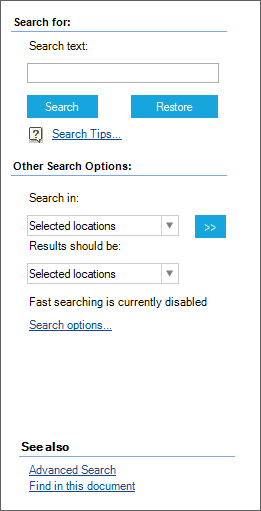 Search for:
Search text:
Search Restore
? Search Tips...
Other Search Options:
Search in:
Selected locations >>
Results should be:
Selected locations
Fast searching is currently disabled
Search options...
See also
Advanced Search
Find in this document